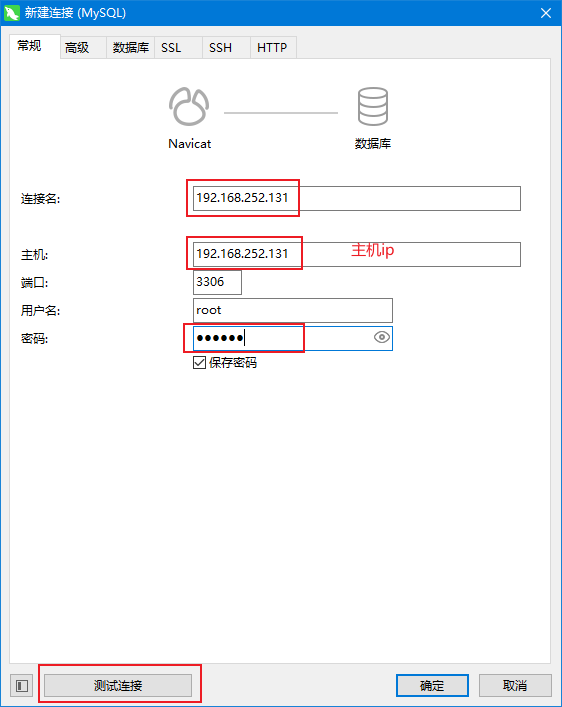 新建连接 (MySQL)
常规 高级 数据库 SSL SSH HTTP
Navicat 数据库
连接名: 192.168.252.131
主机: 192.168.252.131 主机ip
端口: 3306
用户名: root
密码: ●●●●●●
保存密码
测试连接 确定 取消